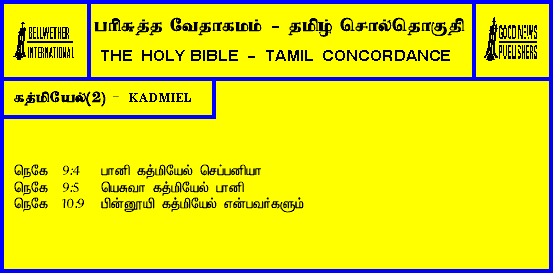 BELLWETHER
INTERNATIONAL
பரிசுத்த வேதாகமம் - தமிழ் சொல்தொகுதி
THE HOLY BIBLE - TAMIL CONCORDANCE
GOOD NEWS
PUBLISHERS
கத்மியேல்(2) - KADMIEL
நெகே 9:4 பானி கத்மியேல் செப்பனியா
நெகே 9:5 யெசுவா கத்மியேல் பானி
நெகே 10:9 பின்னூயி கத்மியேல் என்பவர்களும்